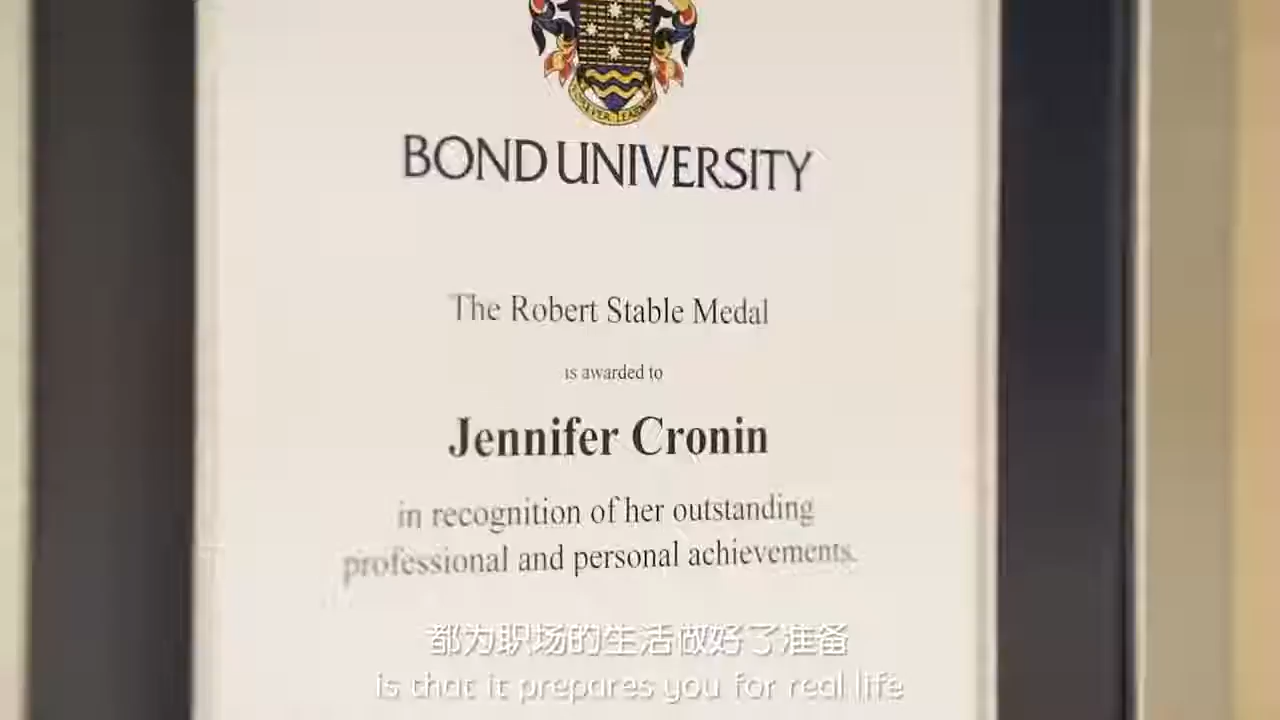 BOND UNIVERSITY
The Robert Stable Medal
is awarded to
Jennifer Cronin
in recognition of her outstanding
professional and personal achievements.
都为职场的生活做好了准备
is that it prepares you for real life